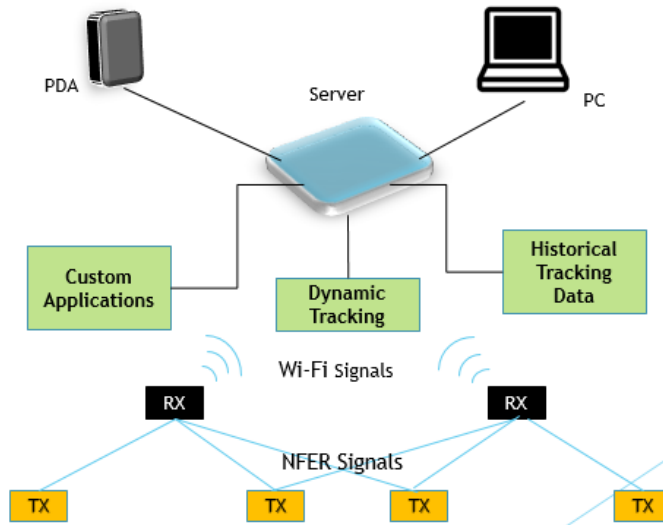 PDA
Server
PC
Custom
Applications
Dynamic
Tracking
Historical
Tracking
Data
Wi-Fi Signals
RX
RX
NFER Signals
TX
TX
TX
TX